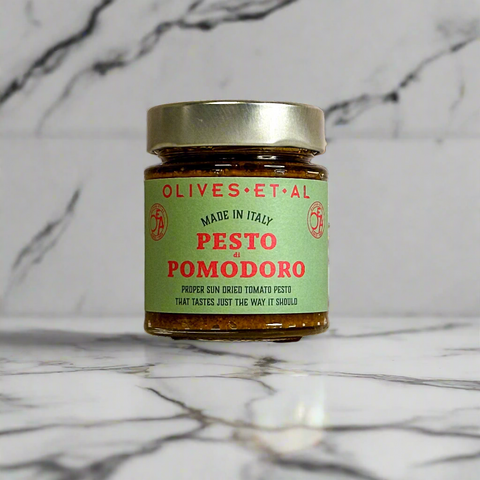 OLIVES·ET·AL
MADE IN ITALY
PESTO
di
POMODORO
PROPER SUN DRIED TOMATO PESTO
THAT TASTES JUST THE WAY IT SHOULD